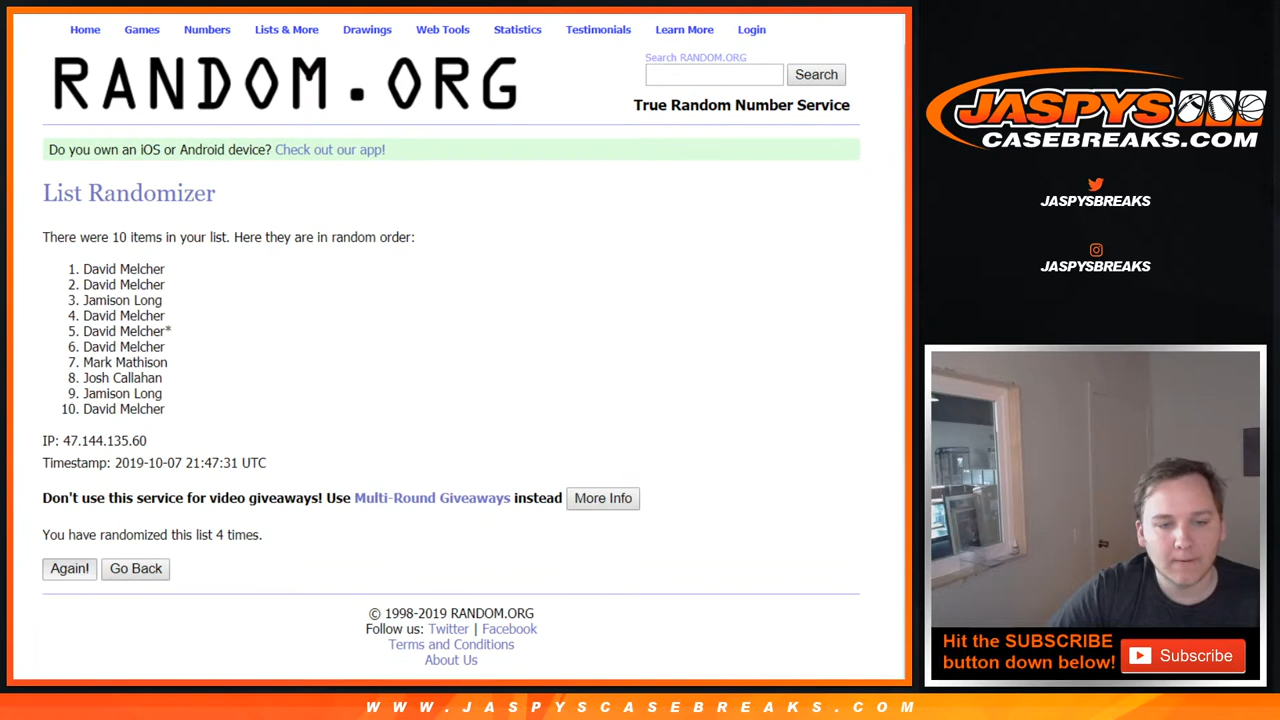 Home Games Numbers Lists & More Drawings Web Tools Statistics Testimonials Learn More Login
RANDOM.ORG
Search RANDOM.ORG
Search
True Random Number Service
Do you own an iOS or Android device? Check out our app!
List Randomizer
There were 10 items in your list. Here they are in random order:
1. David Melcher
2. David Melcher
3. Jamison Long
4. David Melcher
5. David Melcher*
6. David Melcher
7. Mark Mathison
8. Josh Callahan
9. Jamison Long
10. David Melcher
IP: 47.144.135.60
Timestamp: 2019-10-07 21:47:31 UTC
Don't use this service for video giveaways! Use Multi-Round Giveaways instead More Info
You have randomized this list 4 times.
Again! Go Back
© 1998-2019 RANDOM.ORG
Follow us: Twitter | Facebook
Terms and Conditions
About Us
JASPYS
CASEBREAKS.COM
JASPYSBREAKS
JASPYSBREAKS
Hit the SUBSCRIBE
button down below!
Subscribe
WWW.JASPYSCASEBREAKS.COM